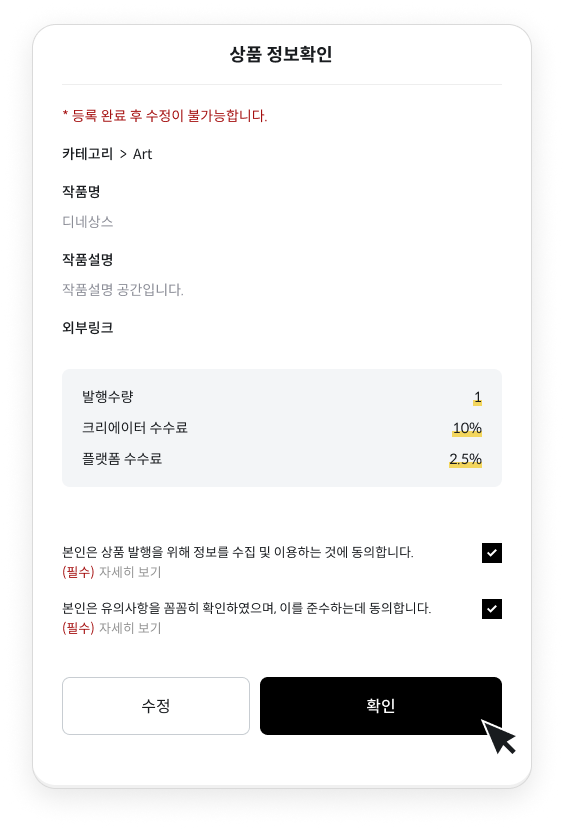 상품 정보확인
* 등록 완료 후 수정이 불가능합니다.
카테고리 > Art
작품명
디네상스
작품설명
작품설명 공간입니다.
외부링크
발행수량 1
크리에이터 수수료 10%
플랫폼 수수료 2.5%
본인은 상품 발행을 위해 정보를 수집 및 이용하는 것에 동의합니다.
(필수) 자세히 보기
본인은 유의사항을 꼼꼼히 확인하였으며, 이를 준수하는데 동의합니다.
(필수) 자세히 보기
수정 확인